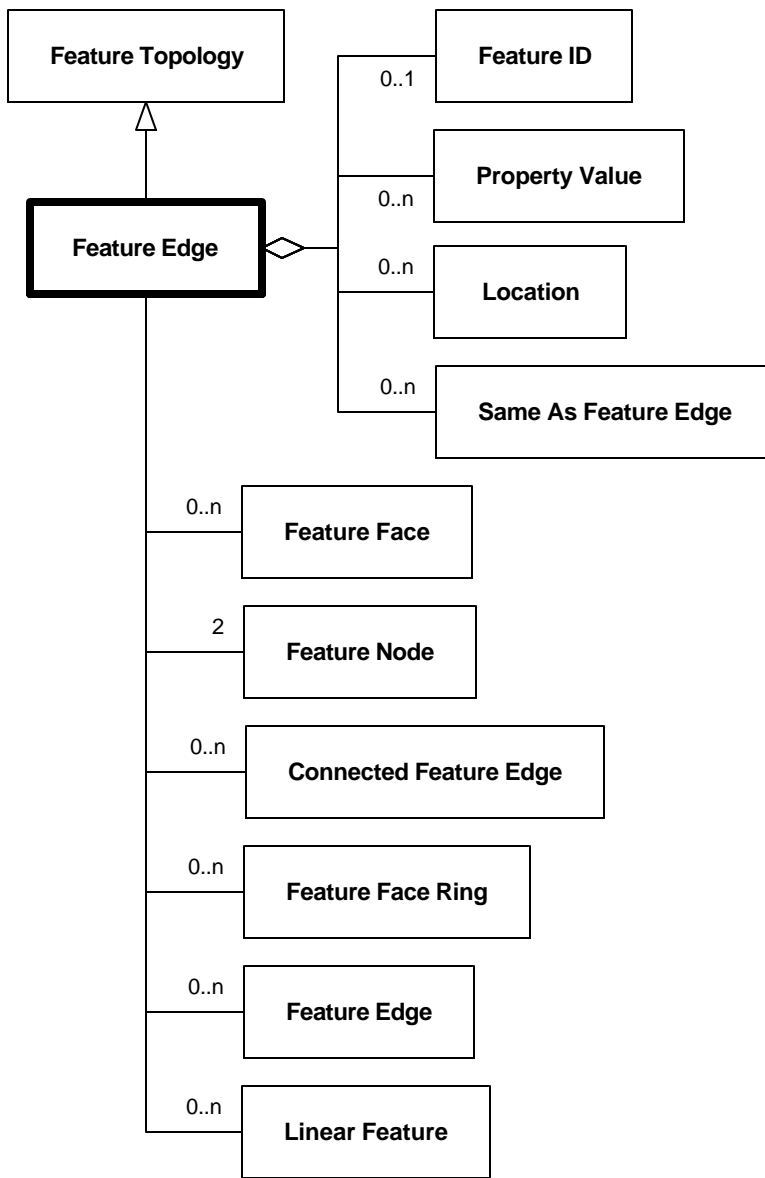 Feature Topology
Feature ID
0..1
Property Value
0..n
Feature Edge
0..n
Location
0..n
Same As Feature Edge
0..n
Feature Face
2
Feature Node
0..n
Connected Feature Edge
0..n
Feature Face Ring
0..n
Feature Edge
0..n
Linear Feature